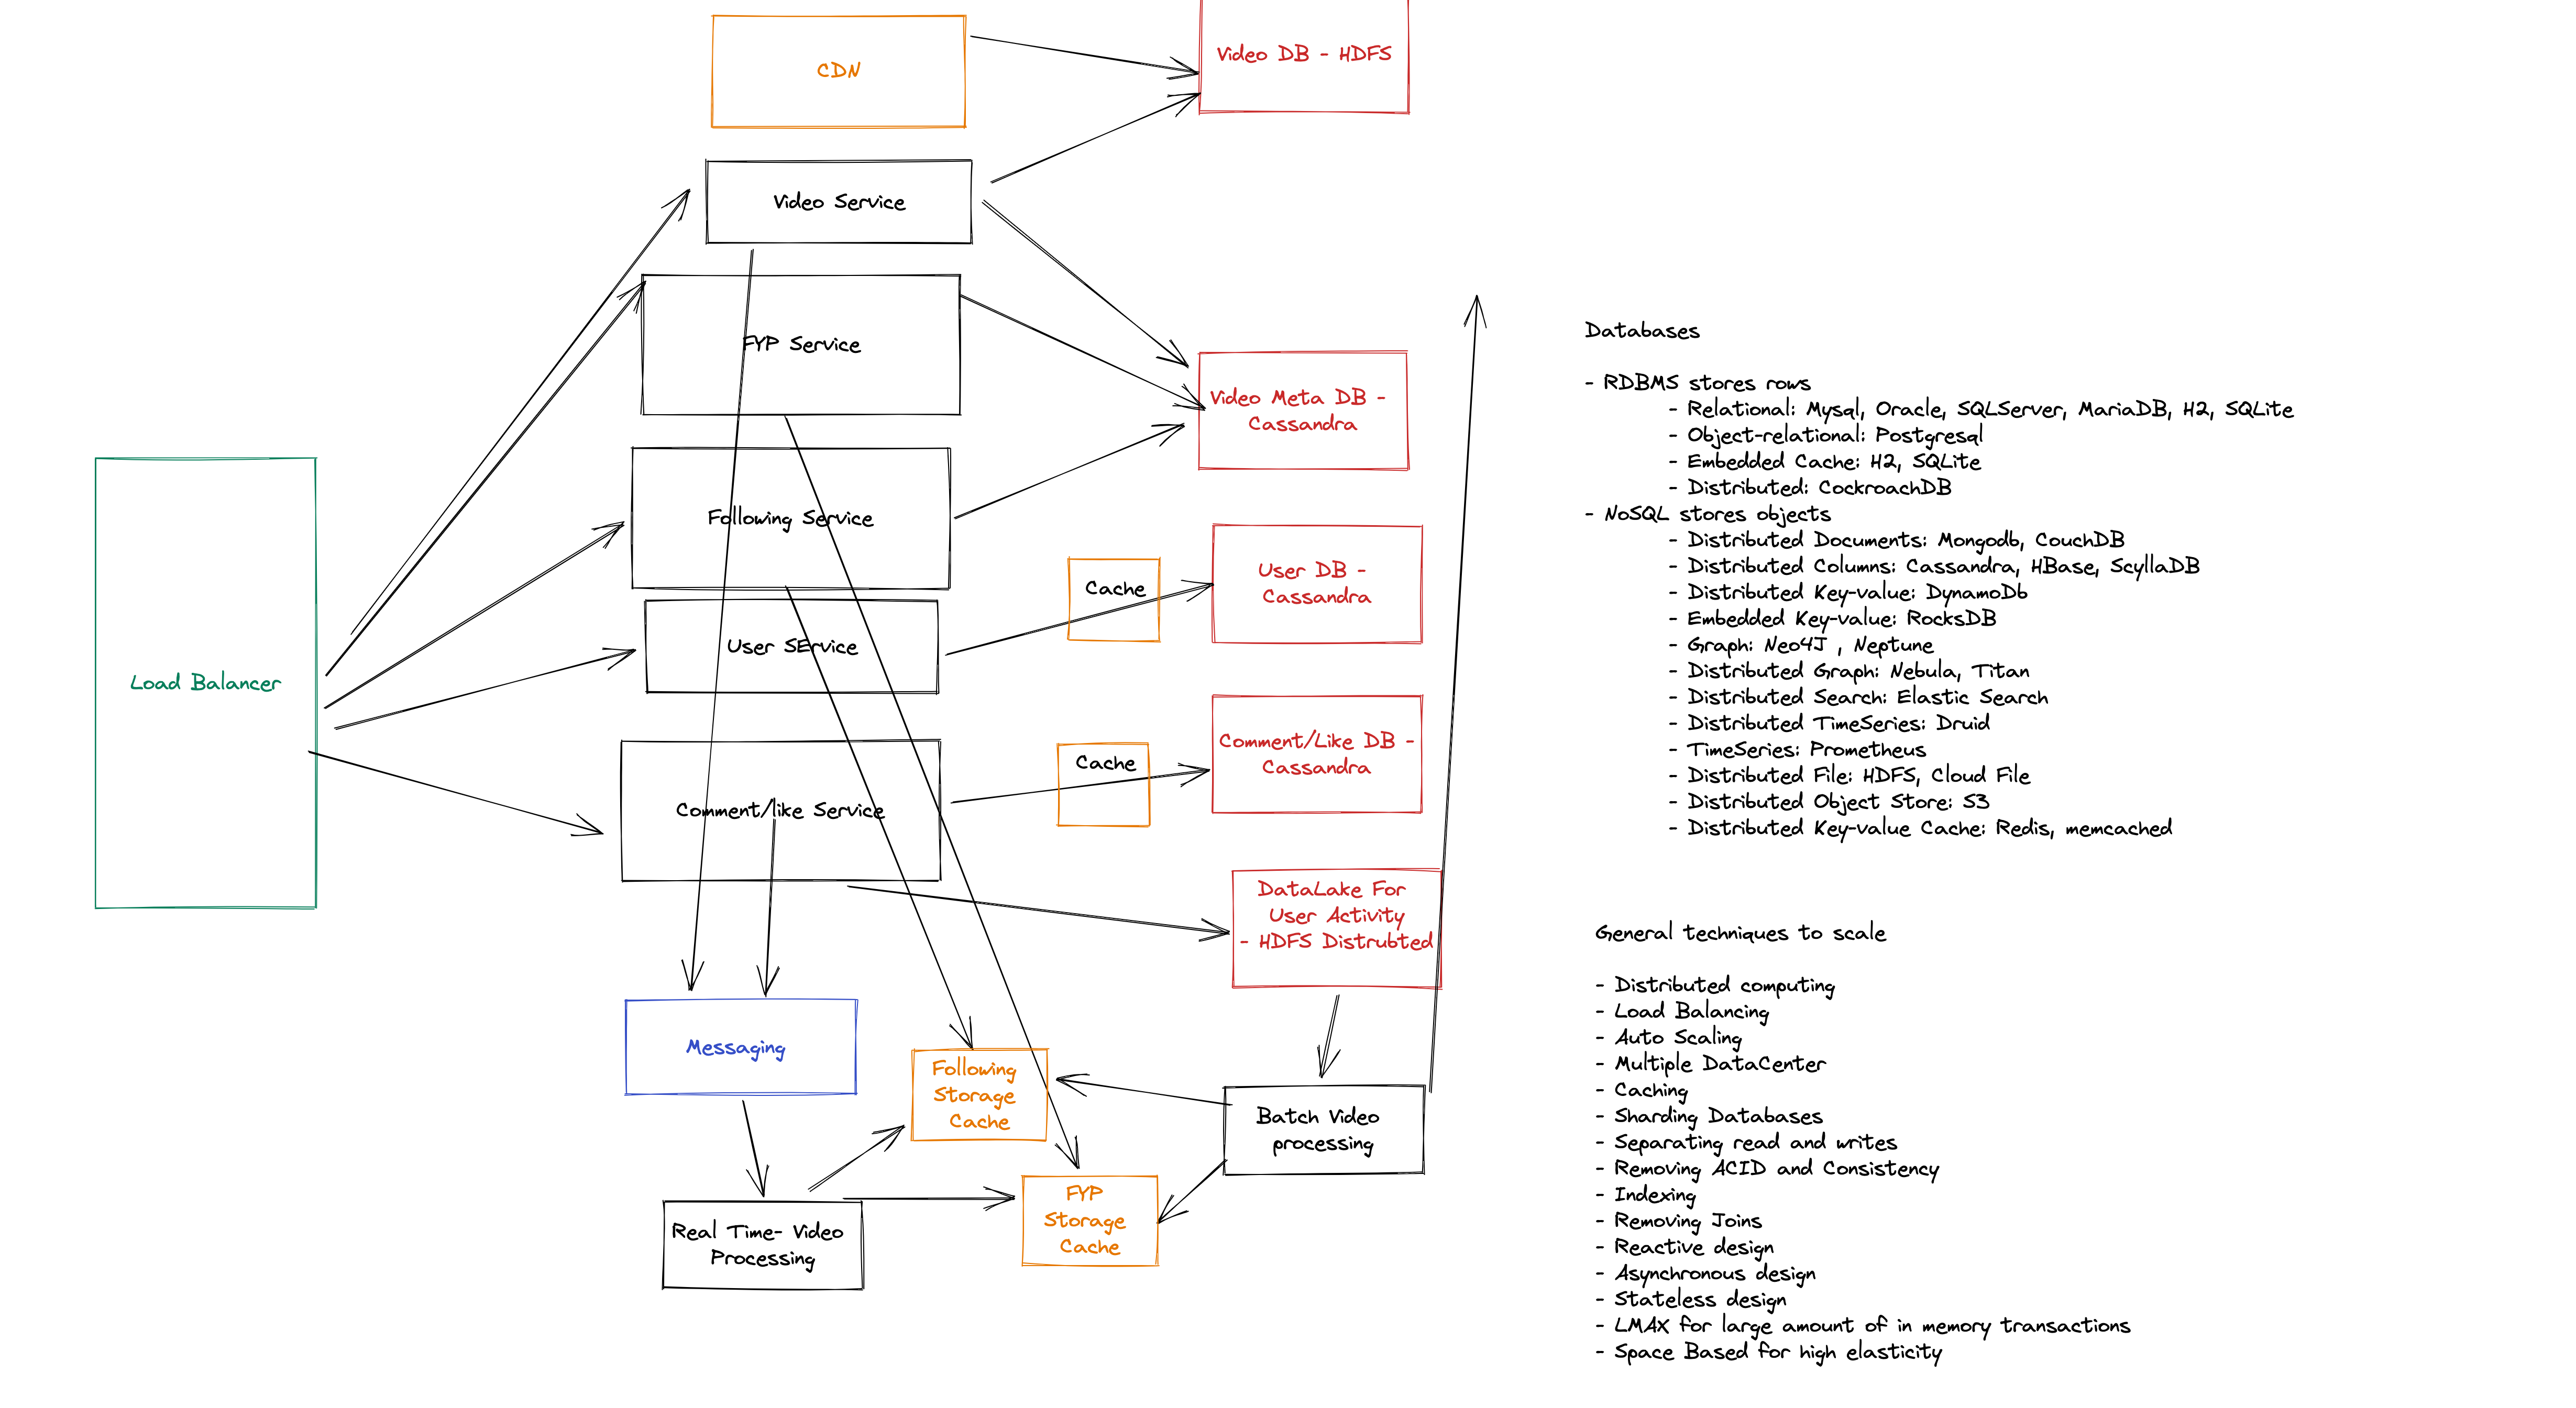 CDN
Video DB - HDFS
Video Service
FYP Service
Video Meta DB -
Cassandra
Following Service
Cache
User DB -
Cassandra
User SErvice
Load Balancer
Cache
Comment/Like DB -
Cassandra
Comment/like Service
DataLake For
User Activity
- HDFS Distrubted
Messaging
Following
Storage
Cache
Batch Video
processing
FYP
Storage
Cache
Real Time- Video
Processing
Databases
- RDBMS stores rows
- Relational: Mysql, Oracle, SQLServer, MariaDB, H2, SQLite
- Object-relational: Postgresql
- Embedded Cache: H2, SQLite
- Distributed: CockroachDB
- NoSQL stores objects
- Distributed Documents: Mongodb, CouchDB
- Distributed Columns: Cassandra, HBase, ScyllaDB
- Distributed Key-value: DynamoDb
- Embedded Key-value: RocksDB
- Graph: Neo4J , Neptune
- Distributed Graph: Nebula, Titan
- Distributed Search: Elastic Search
- Distributed TimeSeries: Druid
- TimeSeries: Prometheus
- Distributed File: HDFS, Cloud File
- Distributed Object Store: S3
- Distributed Key-value Cache: Redis, memcached
General techniques to scale
- Distributed computing
- Load Balancing
- Auto Scaling
- Multiple DataCenter
- Caching
- Sharding Databases
- Separating read and writes
- Removing ACID and Consistency
- Indexing
- Removing Joins
- Reactive design
- Asynchronous design
- Stateless design
- LMAX for large amount of in memory transactions
- Space Based for high elasticity